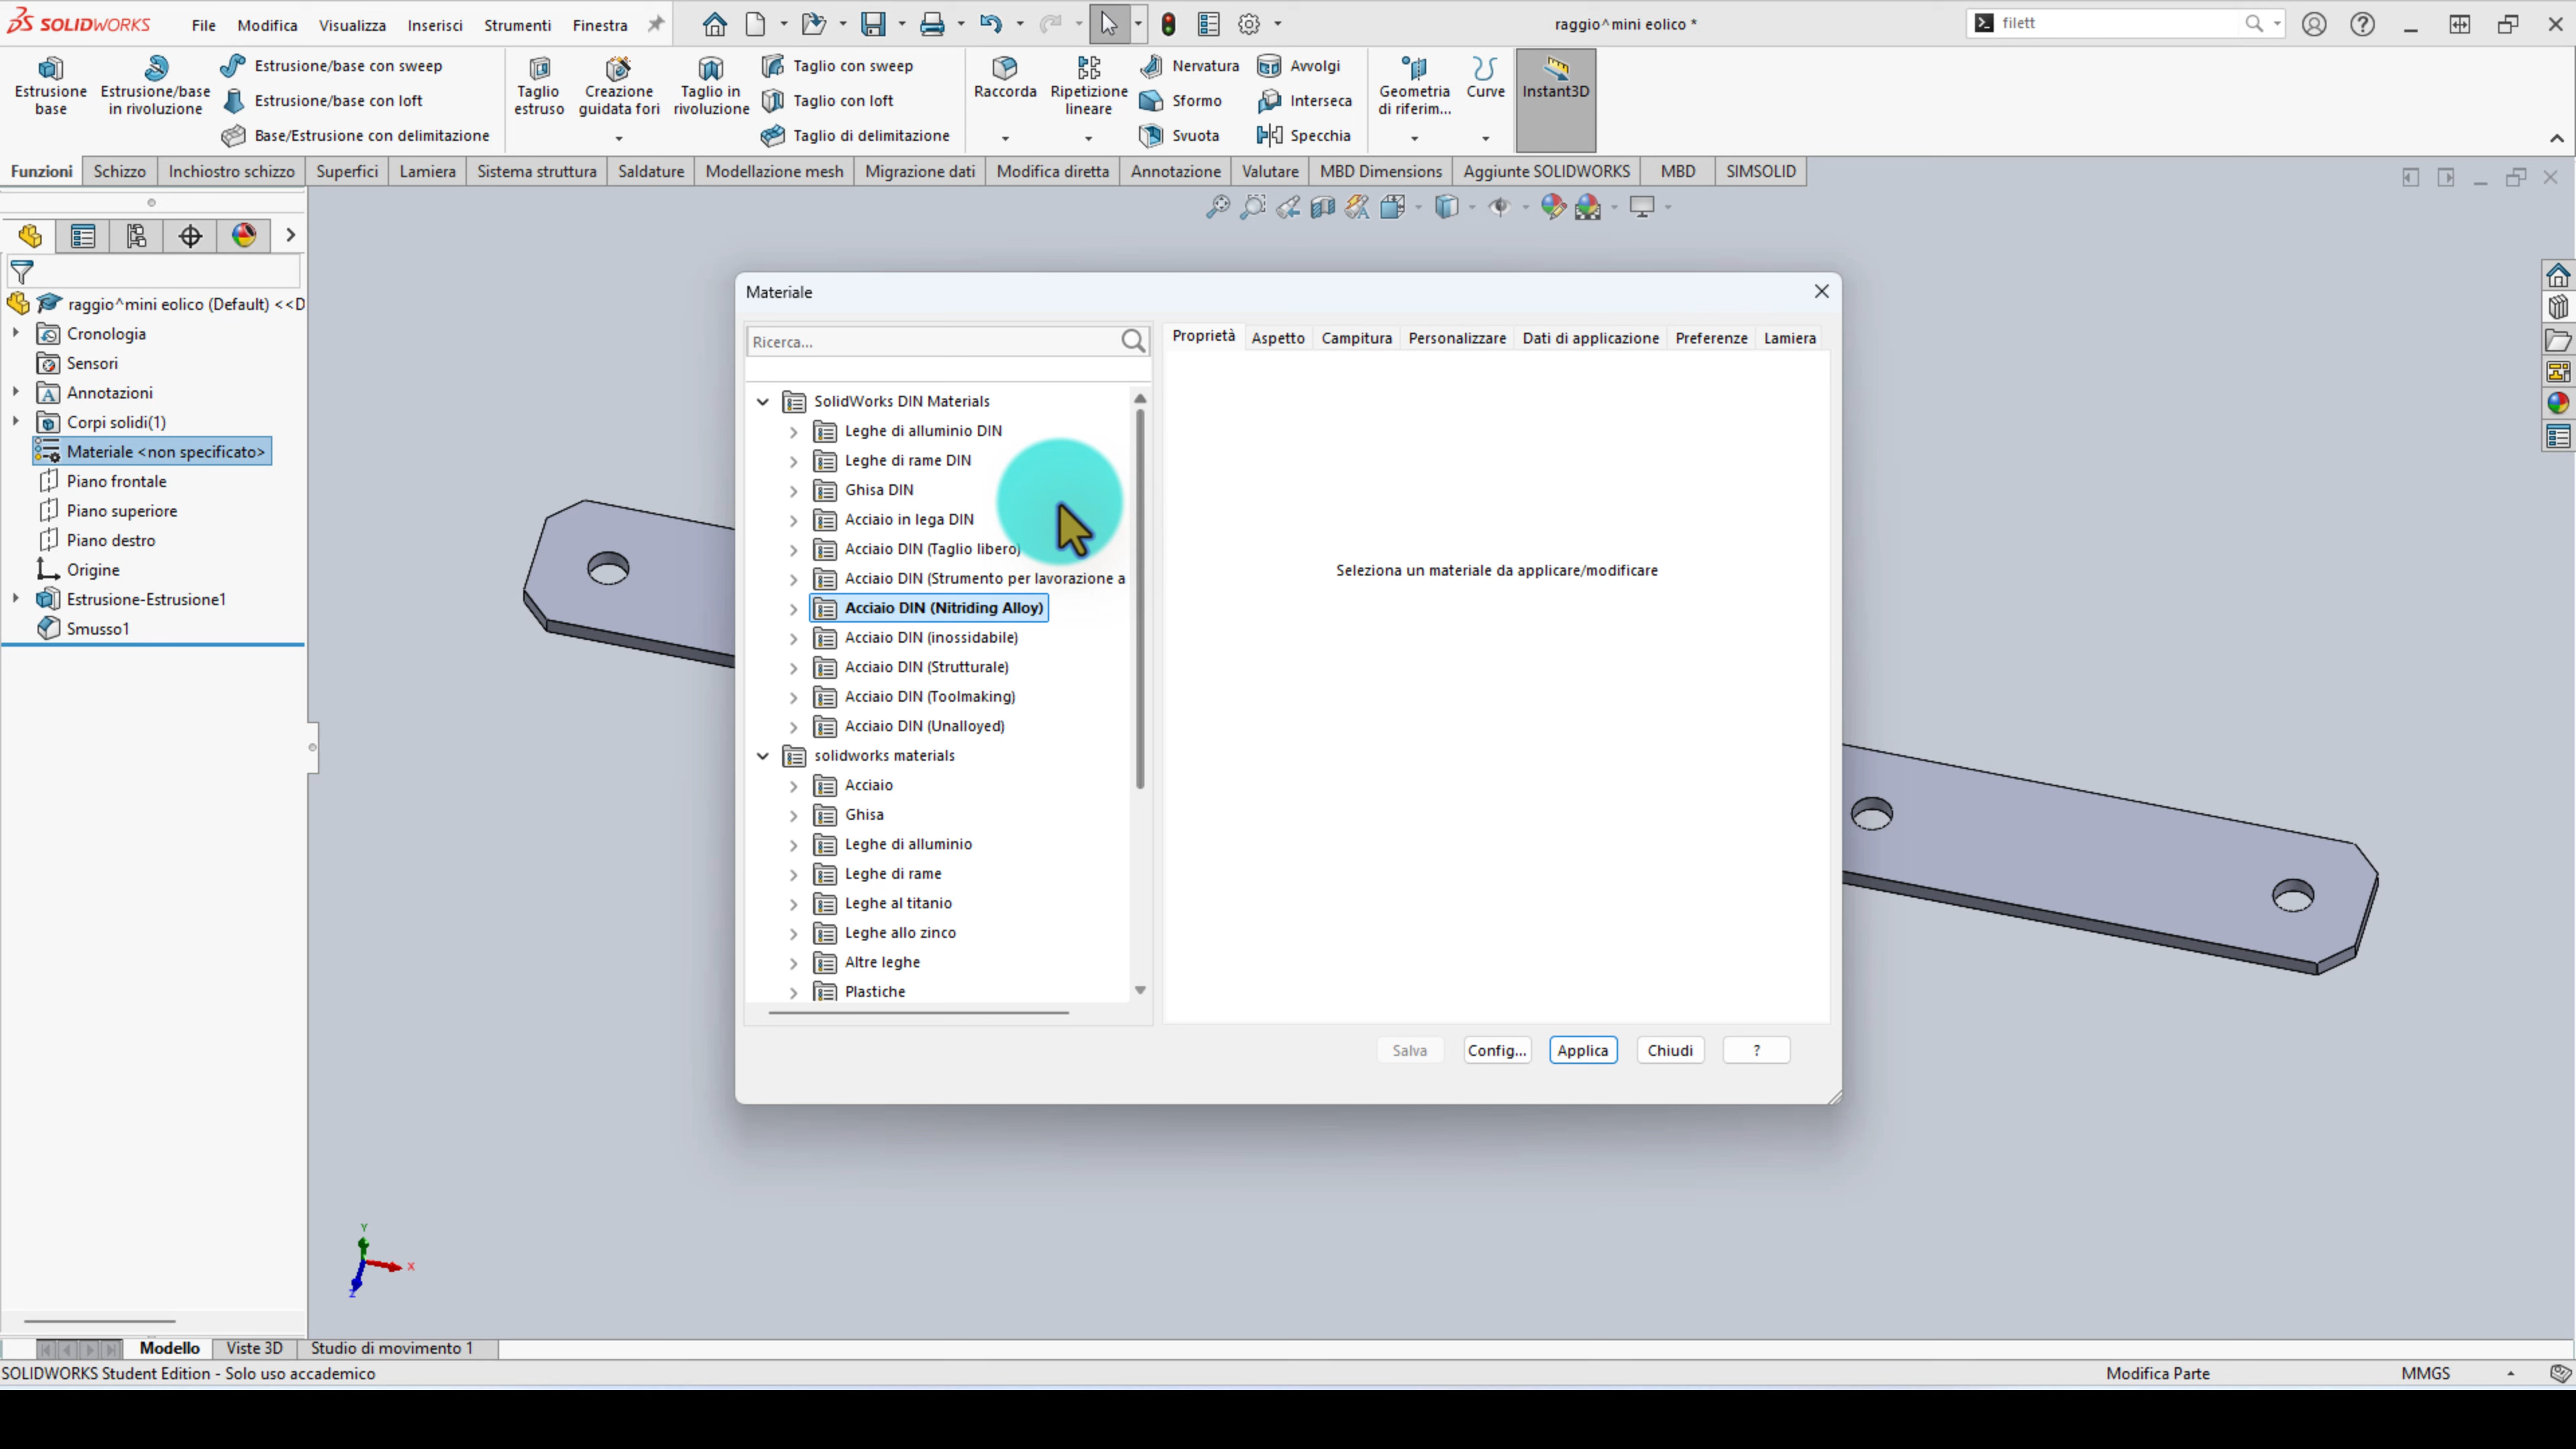 SOLIDWORKS File Modifica Visualizza Inserisci Strumenti Finestra raggio^mini eolico * filett
Estrusione base
Estrusione/base in rivoluzione
Estrusione/base con sweep
Estrusione/base con loft
Base/Estrusione con delimitazione
Taglio estruso
Creazione guidata fori
Taglio in rivoluzione
Taglio con sweep
Taglio con loft
Taglio di delimitazione
Raccorda
Ripetizione lineare
Nervatura
Sformo
Svuota
Avvolgi
Interseca
Specchia
Geometria di riferim...
Curve
Instant3D
Funzioni Schizzo Inchiostro schizzo Superfici Lamiera Sistema struttura Saldature Modellazione mesh Migrazione dati Modifica diretta Annotazione Valutare MBD Dimensions Aggiunte SOLIDWORKS MBD SIMSOLID
raggio^mini eolico (Default) <<D
Cronologia
Sensori
Annotazioni
Corpi solidi(1)
Materiale <non specificato>
Piano frontale
Piano superiore
Piano destro
Origine
Estrusione-Estrusione1
Smusso1
Materiale
Ricerca...
SolidWorks DIN Materials
Leghe di alluminio DIN
Leghe di rame DIN
Ghisa DIN
Acciaio in lega DIN
Acciaio DIN (Taglio libero)
Acciaio DIN (Strumento per lavorazione a
Acciaio DIN (Nitriding Alloy)
Acciaio DIN (inossidabile)
Acciaio DIN (Strutturale)
Acciaio DIN (Toolmaking)
Acciaio DIN (Unalloyed)
solidworks materials
Acciaio
Ghisa
Leghe di alluminio
Leghe di rame
Leghe al titanio
Leghe allo zinco
Altre leghe
Plastiche
Proprietà Aspetto Campitura Personalizzare Dati di applicazione Preferenze Lamiera
Seleziona un materiale da applicare/modificare
Salva Config... Applica Chiudi ?
Y
X
Z
Modello Viste 3D Studio di movimento 1
SOLIDWORKS Student Edition - Solo uso accademico Modifica Parte MMGS